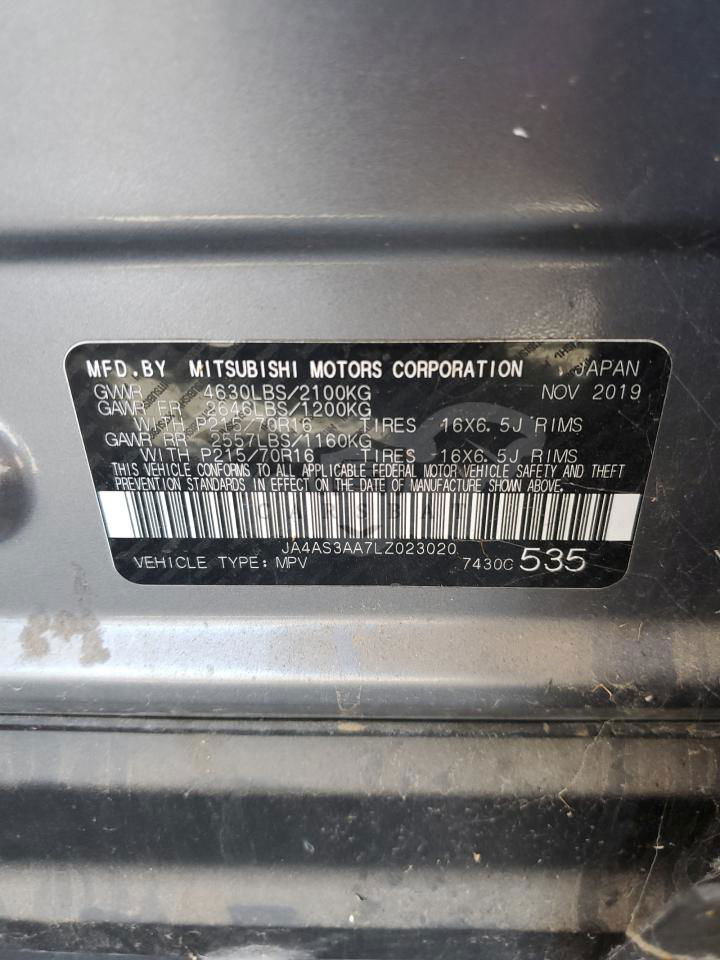 MFD.BY MITSUBISHI MOTORS CORPORATION JAPAN
GVWR 4630LBS/2100KG NOV 2019
GAWR FR 2646LBS/1200KG
WITH P215/70R16 TIRES 16X6.5J RIMS
GAWR RR 2557LBS/1160KG
WITH P215/70R16 TIRES 16X6.5J RIMS
THIS VEHICLE CONFORMS TO ALL APPLICABLE FEDERAL MOTOR VEHICLE SAFETY AND THEFT
PREVENTION STANDARDS IN EFFECT ON THE DATE OF MANUFACTURE SHOWN ABOVE.
JA4AS3AA7LZ023020
VEHICLE TYPE: MPV 7430C 535